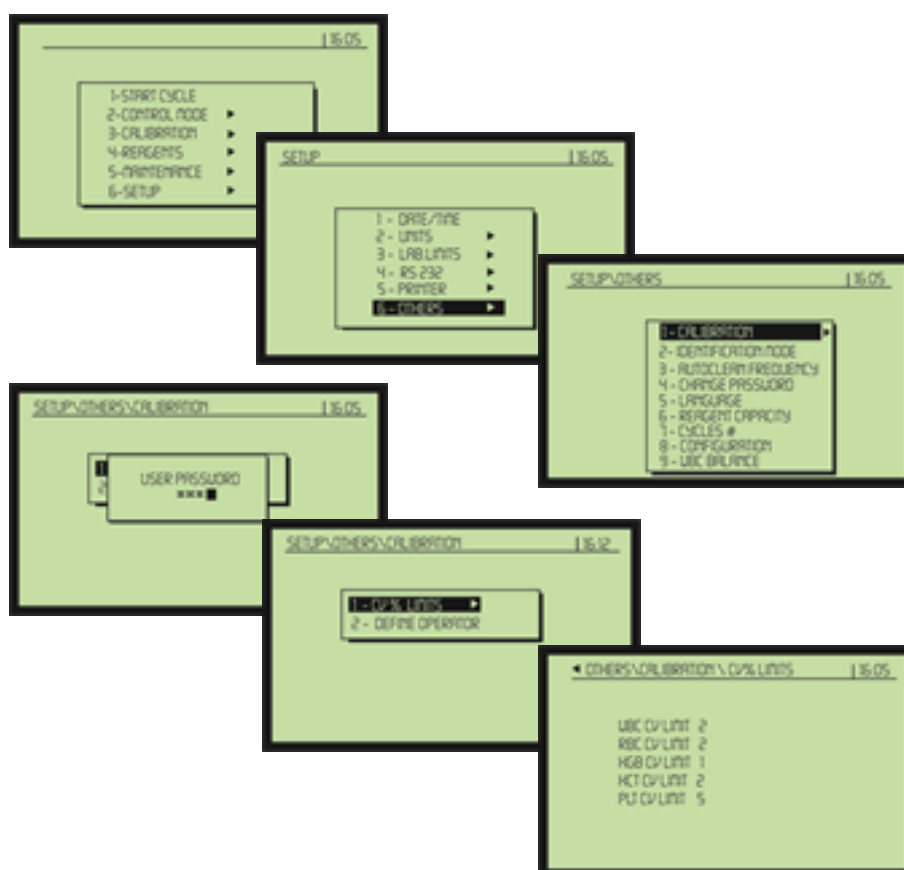 | 16:05
1-START CYCLE
2-CONTROL MODE ►
3-CALIBRATION ►
4-REAGENTS ►
5-MAINTENANCE ►
6-SETUP ►
SETUP | 16:05
1 - DATE/TIME
2 - UNITS ►
3 - LAB.LIMITS ►
4 - RS 232 ►
5 - PRINTER ►
6 - OTHERS ►
SETUP\OTHERS | 16:05
1 - CALIBRATION ►
2- IDENTIFICATION MODE
3 - AUTOCLEAN FREQUENCY
4 - CHANGE PASSWORD
5 - LANGUAGE
6 - REAGENT CAPACITY
7 - CYCLES #
8 - CONFIGURATION
9 - WBC BALANCE
SETUP\OTHERS\CALIBRATION | 16:05
1
2
USER PASSWORD
***
SETUP\OTHERS\CALIBRATION | 16:12
1 - CV% LIMITS ►
2 - DEFINE OPERATOR
◄ OTHERS\CALIBRATION \ CV% LIMITS | 16:05
WBC CV LIMIT 2
RBC CV LIMIT 2
HGB CV LIMIT 1
HCT CV LIMIT 2
PLT CV LIMIT 5